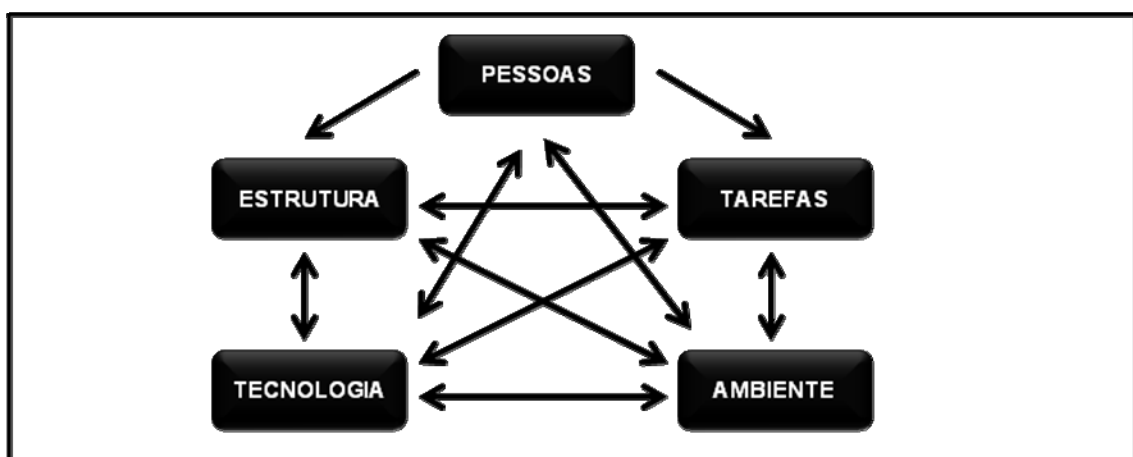 PESSOAS
ESTRUTURA
TAREFAS
TECNOLOGIA
AMBIENTE